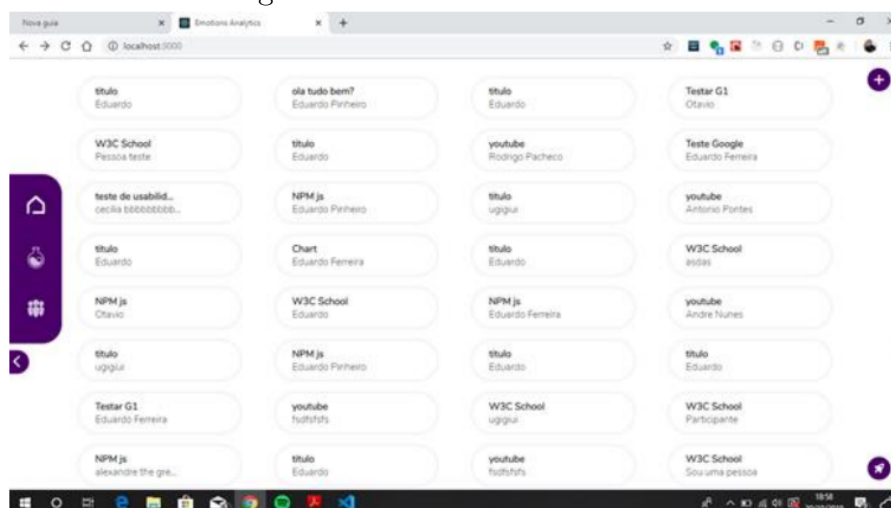 Nova guia
Emotions Analytics
localhost:3000
titulo
Eduardo
ola tudo bem?
Eduardo Pinheiro
titulo
Eduardo
Testar G1
Otavio
W3C School
Pessoa teste
titulo
Eduardo
youtube
Rodrigo Pacheco
Teste Google
Eduardo Ferreira
teste de usabilid...
cecilia bbbbbbbbb...
NPM js
Eduardo Pinheiro
titulo
ugigiui
youtube
Antonio Pontes
titulo
Eduardo
Chart
Eduardo Ferreira
titulo
Eduardo
W3C School
asdas
NPM js
Otavio
W3C School
Eduardo
NPM js
Eduardo Ferreira
youtube
Andre Nunes
titulo
ugigiui
NPM js
Eduardo Pinheiro
titulo
Eduardo
titulo
Eduardo
Testar G1
Eduardo Ferreira
youtube
fsdfsfsfs
W3C School
ugigiui
W3C School
Participante
NPM js
alexandre the gre...
titulo
Eduardo
youtube
fsdfsfsfs
W3C School
Sou uma pessoa
18:58